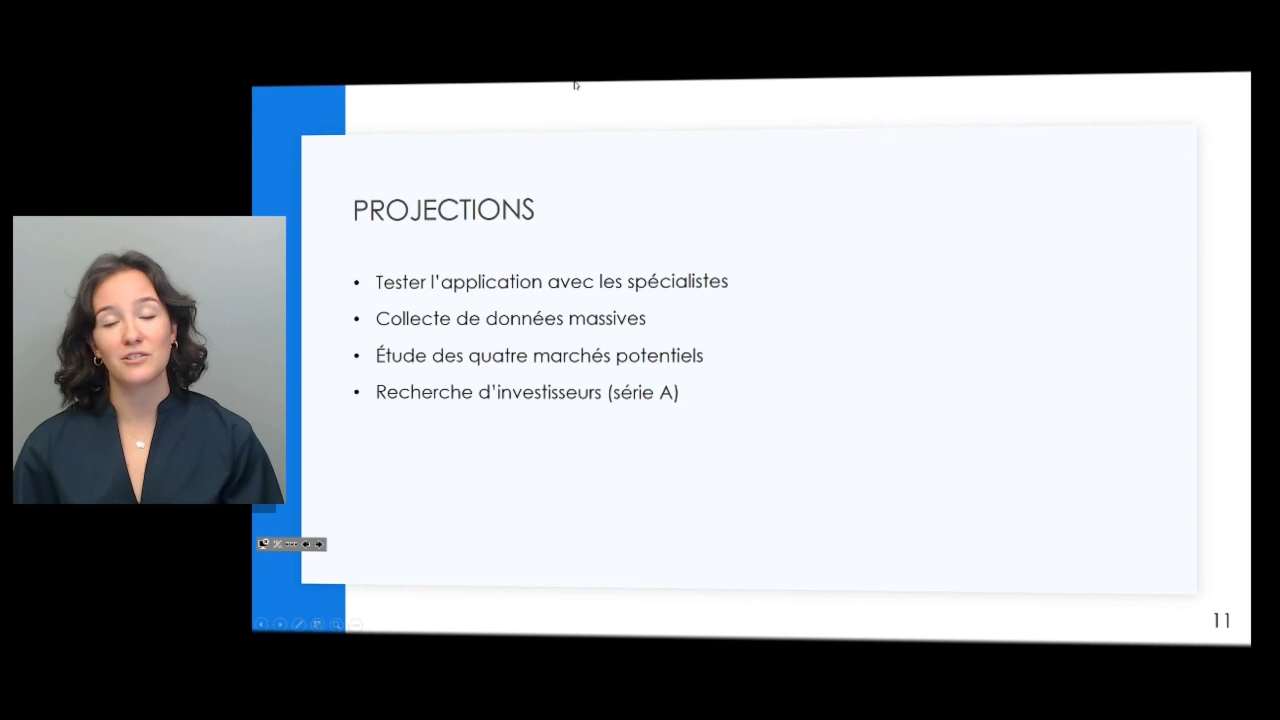 PROJECTIONS
• Tester l'application avec les spécialistes
• Collecte de données massives
• Étude des quatre marchés potentiels
• Recherche d'investisseurs (série A)
11